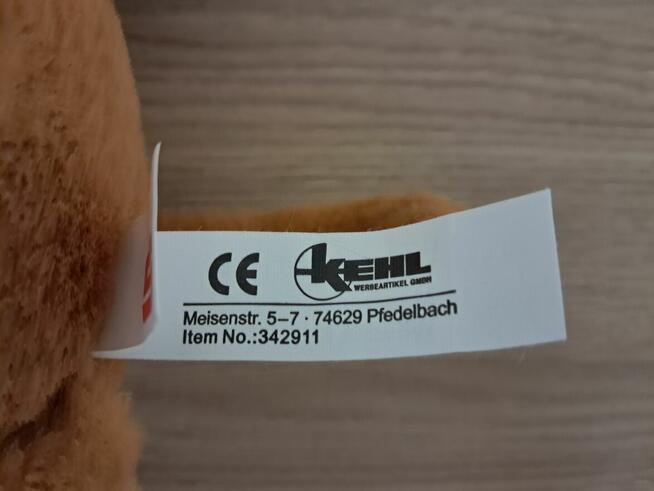 CE KEHL
WERBEARTIKEL GMBH
Meisenstr. 5–7 · 74629 Pfedelbach
Item No.:342911